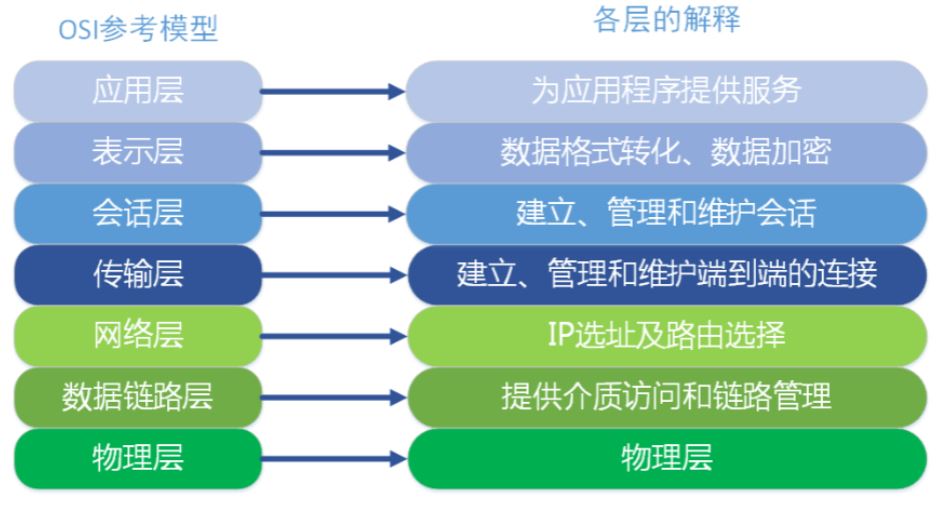 OSI参考模型
各层的解释
应用层
为应用程序提供服务
表示层
数据格式转化、数据加密
会话层
建立、管理和维护会话
传输层
建立、管理和维护端到端的连接
网络层
IP选址及路由选择
数据链路层
提供介质访问和链路管理
物理层
物理层